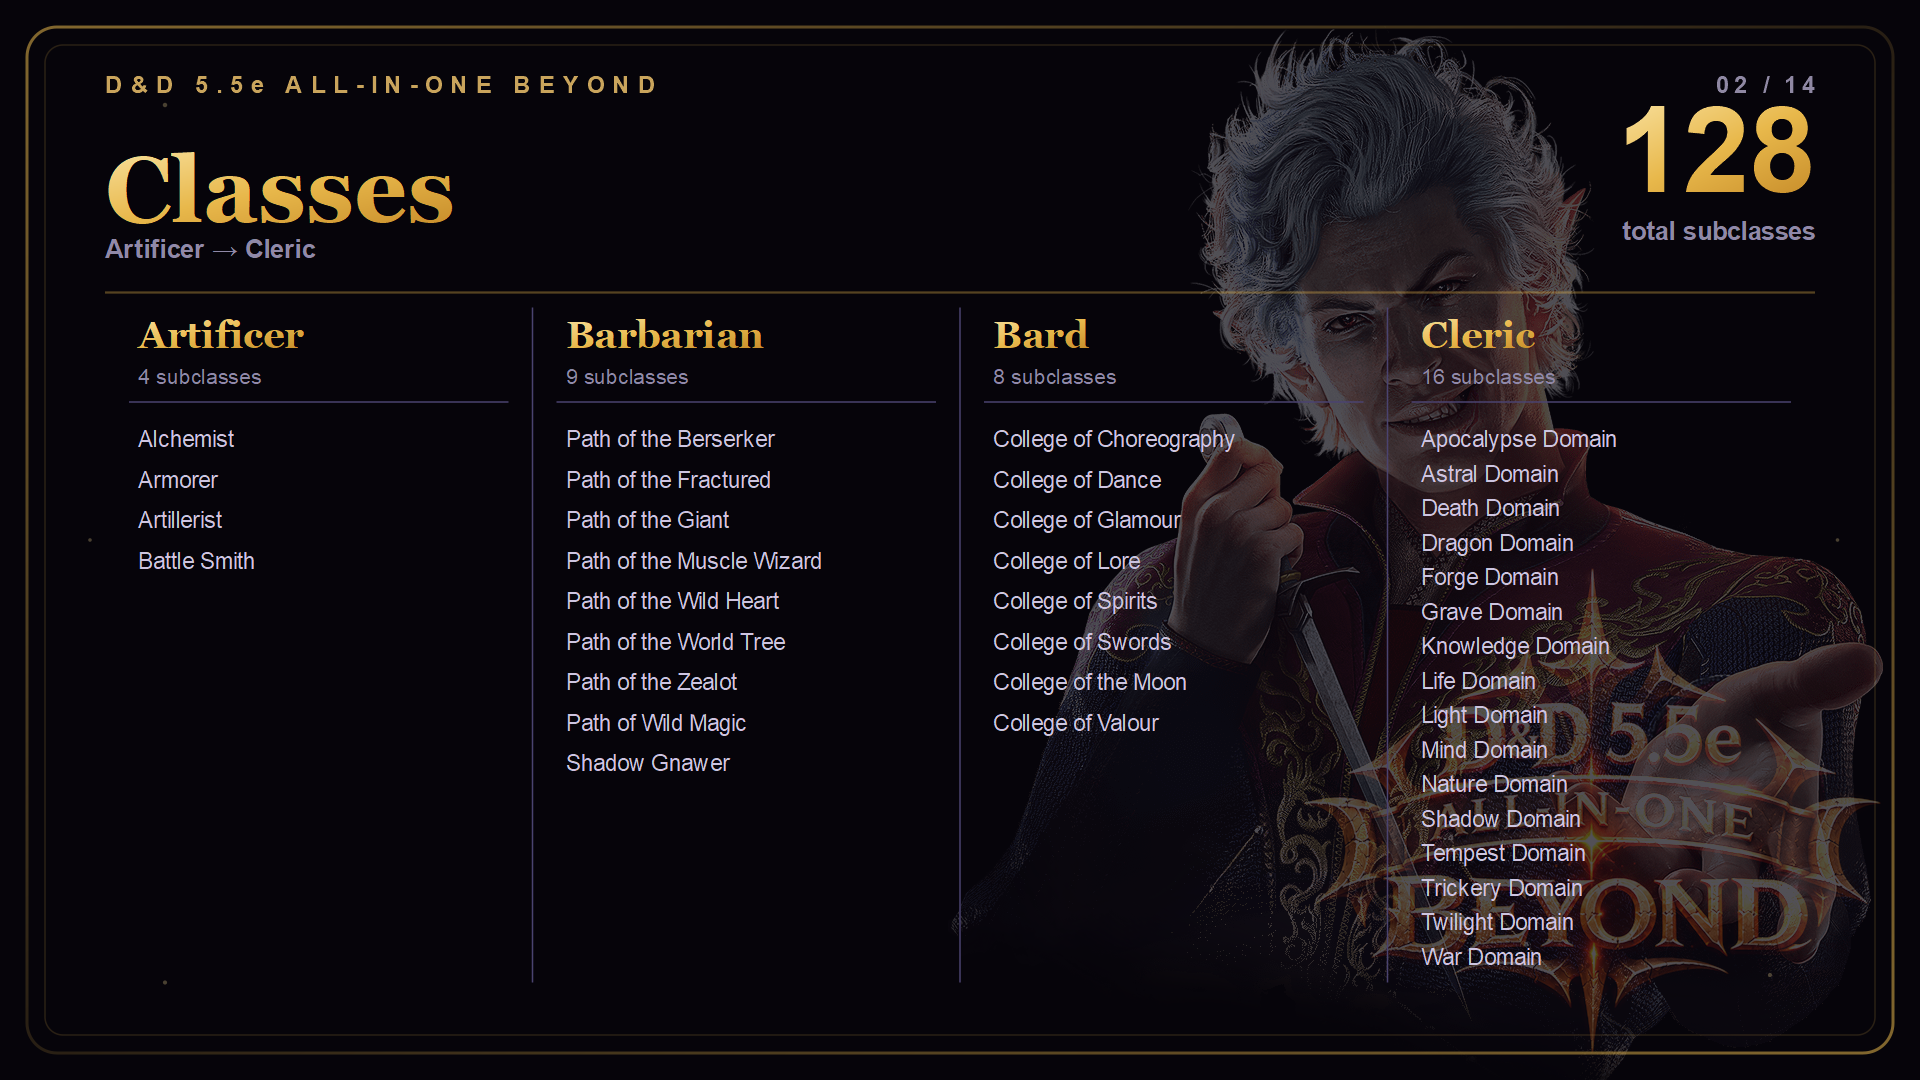 D&D 5.5e ALL-IN-ONE BEYOND
02 / 14
128
total subclasses
Classes
Artificer → Cleric
Artificer
4 subclasses
Alchemist
Armorer
Artillerist
Battle Smith
Barbarian
9 subclasses
Path of the Berserker
Path of the Fractured
Path of the Giant
Path of the Muscle Wizard
Path of the Wild Heart
Path of the World Tree
Path of the Zealot
Path of Wild Magic
Shadow Gnawer
Bard
8 subclasses
College of Choreography
College of Dance
College of Glamour
College of Lore
College of Spirits
College of Swords
College of the Moon
College of Valour
Cleric
16 subclasses
Apocalypse Domain
Astral Domain
Death Domain
Dragon Domain
Forge Domain
Grave Domain
Knowledge Domain
Life Domain
Light Domain
Mind Domain
Nature Domain
Shadow Domain
Tempest Domain
Trickery Domain
Twilight Domain
War Domain
D&D 5.5e
ALL-IN-ONE
BEYOND